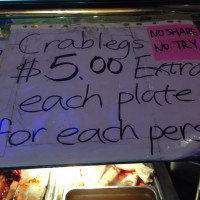 Crablegs
NO SHARE
NO TRY
$5.00 Extra
each plate
for each pers